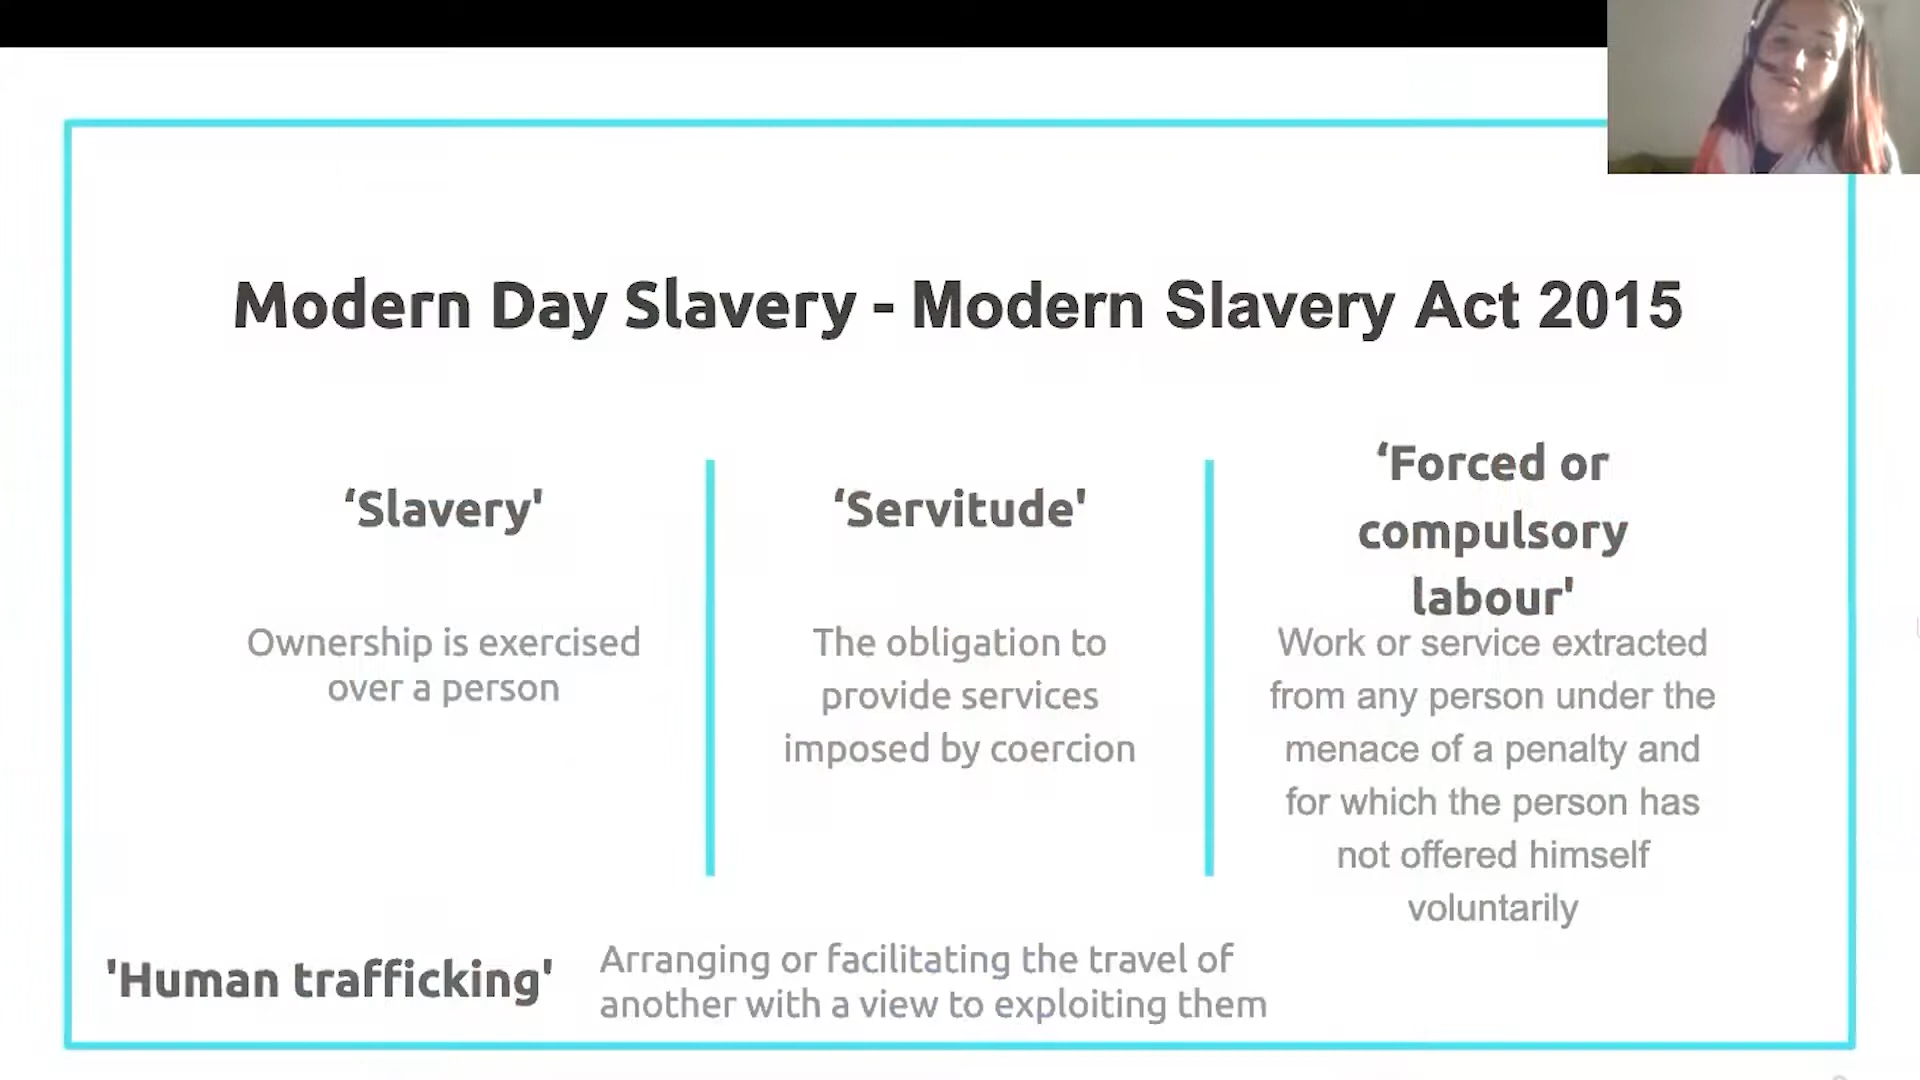 Modern Day Slavery - Modern Slavery Act 2015
‘Slavery'
Ownership is exercised
over a person
‘Servitude'
The obligation to
provide services
imposed by coercion
‘Forced or
compulsory
labour'
Work or service extracted
from any person under the
menace of a penalty and
for which the person has
not offered himself
voluntarily
'Human trafficking'
Arranging or facilitating the travel of
another with a view to exploiting them